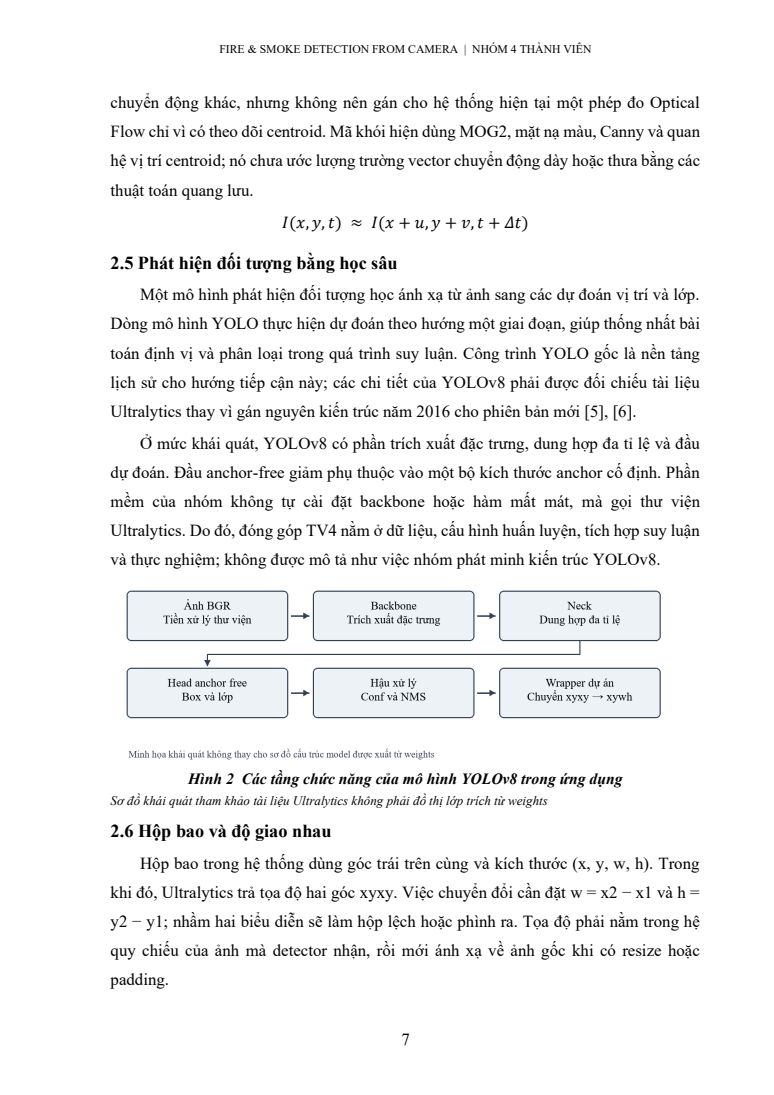 FIRE & SMOKE DETECTION FROM CAMERA | NHÓM 4 THÀNH VIÊN
chuyển động khác, nhưng không nên gán cho hệ thống hiện tại một phép đo Optical
Flow chỉ vì có theo dõi centroid. Mã khói hiện dùng MOG2, mặt nạ màu, Canny và quan
hệ vị trí centroid; nó chưa ước lượng trường vector chuyển động dày hoặc thưa bằng các
thuật toán quang lưu.
I(x, y, t) ≈ I(x + u, y + v, t + Δt)
2.5 Phát hiện đối tượng bằng học sâu
Một mô hình phát hiện đối tượng học ánh xạ từ ảnh sang các dự đoán vị trí và lớp.
Dòng mô hình YOLO thực hiện dự đoán theo hướng một giai đoạn, giúp thống nhất bài
toán định vị và phân loại trong quá trình suy luận. Công trình YOLO gốc là nền tảng
lịch sử cho hướng tiếp cận này; các chi tiết của YOLOv8 phải được đối chiếu tài liệu
Ultralytics thay vì gán nguyên kiến trúc năm 2016 cho phiên bản mới [5], [6].
Ở mức khái quát, YOLOv8 có phần trích xuất đặc trưng, dung hợp đa tỉ lệ và đầu
dự đoán. Đầu anchor-free giảm phụ thuộc vào một bộ kích thước anchor cố định. Phần
mềm của nhóm không tự cài đặt backbone hoặc hàm mất mát, mà gọi thư viện
Ultralytics. Do đó, đóng góp TV4 nằm ở dữ liệu, cấu hình huấn luyện, tích hợp suy luận
và thực nghiệm; không được mô tả như việc nhóm phát minh kiến trúc YOLOv8.
Ảnh BGR
Tiền xử lý thư viện
Backbone
Trích xuất đặc trưng
Neck
Dung hợp đa tỉ lệ
Head anchor free
Box và lớp
Hậu xử lý
Conf và NMS
Wrapper dự án
Chuyển xyxy → xywh
Minh họa khái quát không thay cho sơ đồ cấu trúc model được xuất từ weights
Hình 2 Các tầng chức năng của mô hình YOLOv8 trong ứng dụng
Sơ đồ khái quát tham khảo tài liệu Ultralytics không phải đồ thị lớp trích từ weights
2.6 Hộp bao và độ giao nhau
Hộp bao trong hệ thống dùng góc trái trên cùng và kích thước (x, y, w, h). Trong
khi đó, Ultralytics trả tọa độ hai góc xyxy. Việc chuyển đổi cần đặt w = x2 − x1 và h =
y2 − y1; nhầm hai biểu diễn sẽ làm hộp lệch hoặc phình ra. Tọa độ phải nằm trong hệ
quy chiếu của ảnh mà detector nhận, rồi mới ánh xạ về ảnh gốc khi có resize hoặc
padding.
7